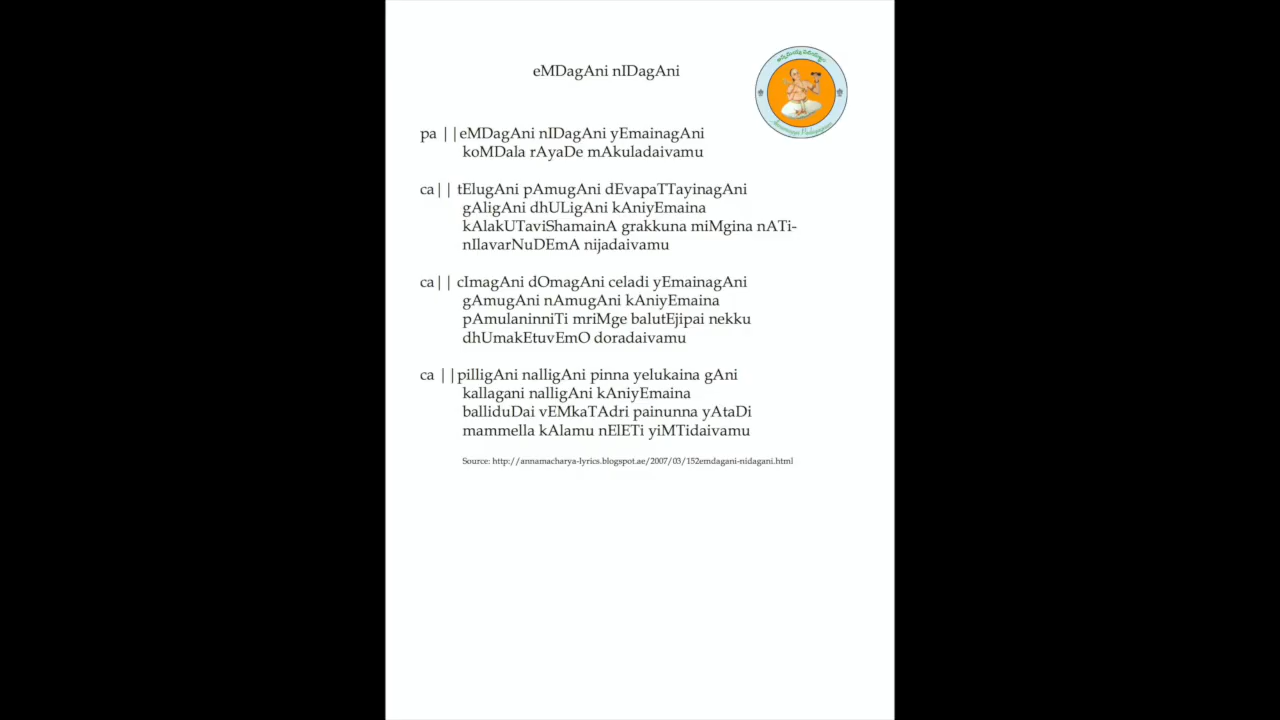 eMDagAni nIDagAni
pa ||eMDagAni nIDagAni yEmainagAni
koMDala rAyaDe mAkuladaivamu
ca|| tElugAni pAmugAni dEvapaTTayinagAni
gAligAni dhULigAni kAniyEmaina
kAlakUTaviShamainA grakkuna miMgina nATi-
nIlavarNuDEmA nijadaivamu
ca|| cImagAni dOmagAni celadi yEmainagAni
gAmugAni nAmugAni kAniyEmaina
pAmulaninniTi mriMge balutEjipai nekku
dhUmakEtuvEmO doradaivamu
ca ||pilligAni nalligAni pinna yelukaina gAni
kallagani nalligAni kAniyEmaina
balliduDai vEMkaTAdri painunna yAtaDi
mammella kAlamu nElETi yiMTidaivamu
Source: http://annamacharya-lyrics.blogspot.ae/2007/03/152emdagani-nidagani.html